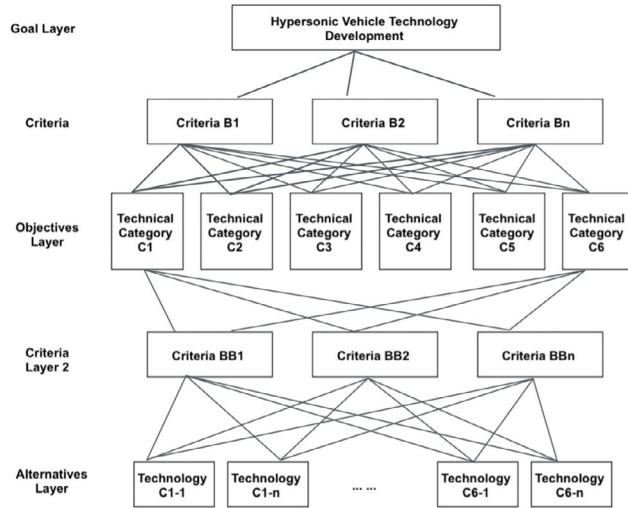 Goal Layer
Hypersonic Vehicle Technology
Development
Criteria
Criteria B1
Criteria B2
Criteria Bn
Objectives
Layer
Technical
Category
C1
Technical
Category
C2
Technical
Category
C3
Technical
Category
C4
Technical
Category
C5
Technical
Category
C6
Criteria
Layer 2
Criteria BB1
Criteria BB2
Criteria BBn
Alternatives
Layer
Technology
C1-1
Technology
C1-n
... ...
Technology
C6-1
Technology
C6-n